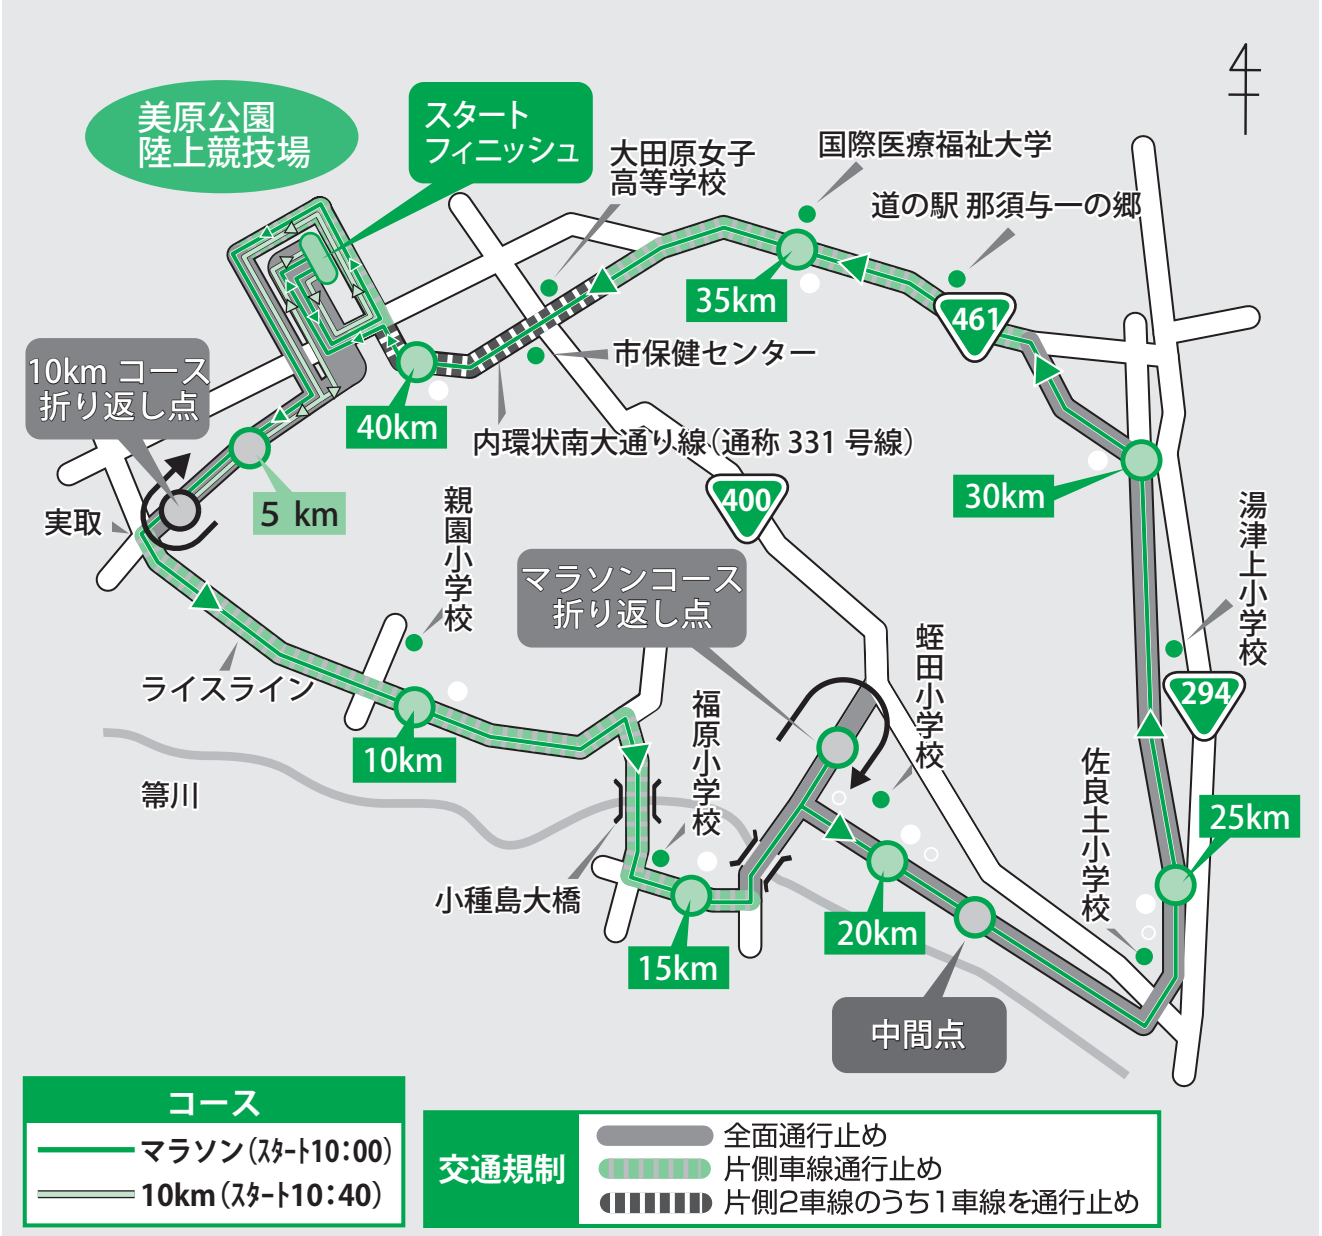 美原公園
陸上競技場
スタート
フィニッシュ
大田原女子
高等学校
国際医療福祉大学
道の駅 那須与一の郷
35km
461
市保健センター
10km コース
折り返し点
40km
内環状南大通り線(通称 331 号線)
30km
400
5 km
実取
親園小学校
湯津上小学校
マラソンコース
折り返し点
蛭田小学校
ライスライン
294
福原小学校
10km
佐良土小学校
箒川
25km
小種島大橋
20km
15km
中間点
コース
マラソン(スタート10:00)
10km(スタート10:40)
交通規制
全面通行止め
片側車線通行止め
片側2車線のうち1車線を通行止め